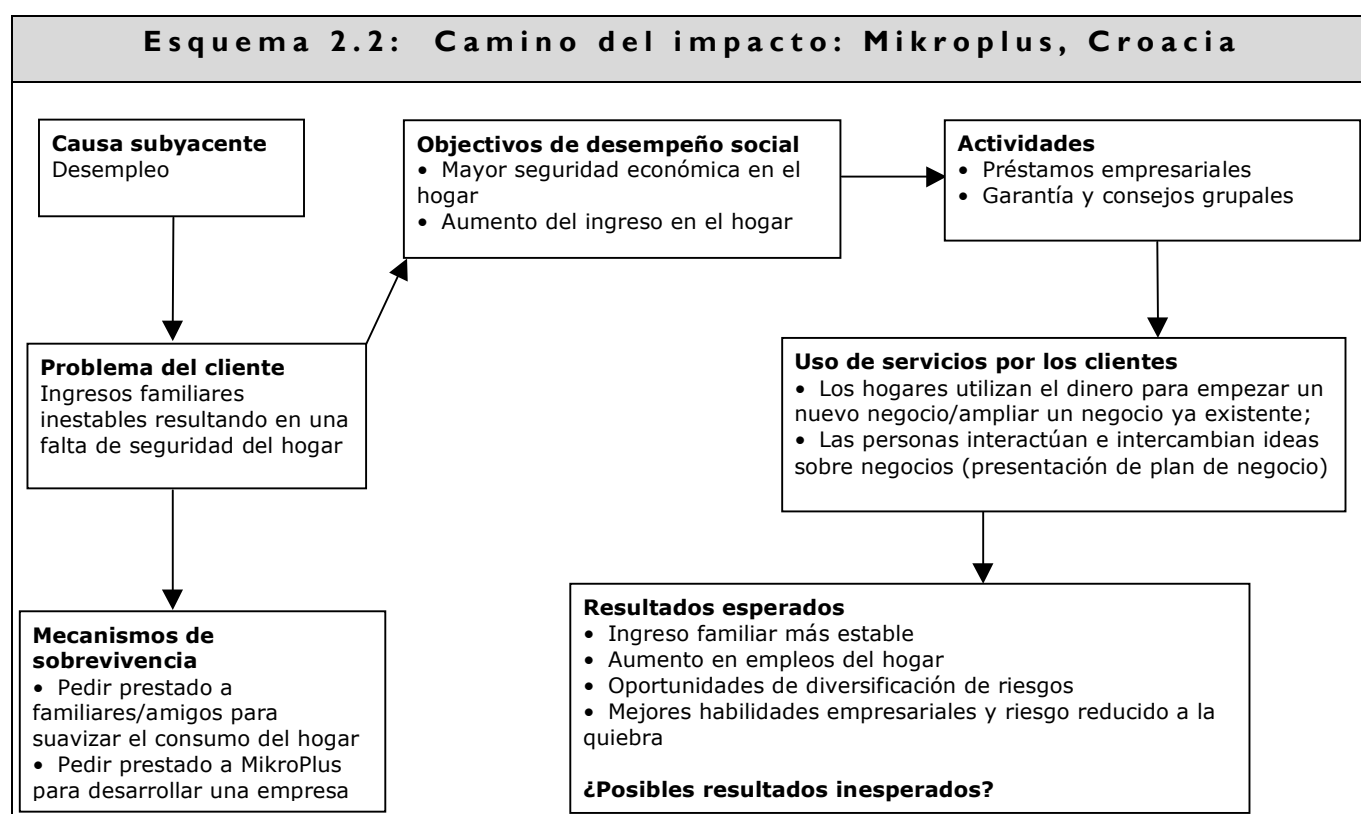 Esquema 2.2: Camino del impacto: Mikroplus, Croacia
Causa subyacente
Desempleo
Problema del cliente
Ingresos familiares
inestables resultando en una
falta de seguridad del hogar
Mecanismos de
sobrevivencia
• Pedir prestado a
familiares/amigos para
suavizar el consumo del hogar
• Pedir prestado a MikroPlus
para desarrollar una empresa
Objectivos de desempeño social
• Mayor seguridad económica en el
hogar
• Aumento del ingreso en el hogar
Actividades
• Préstamos empresariales
• Garantía y consejos grupales
Uso de servicios por los clientes
• Los hogares utilizan el dinero para empezar un
nuevo negocio/ampliar un negocio ya existente;
• Las personas interactúan e intercambian ideas
sobre negocios (presentación de plan de negocio)
Resultados esperados
• Ingreso familiar más estable
• Aumento en empleos del hogar
• Oportunidades de diversificación de riesgos
• Mejores habilidades empresariales y riesgo reducido a la
quiebra
¿Posibles resultados inesperados?